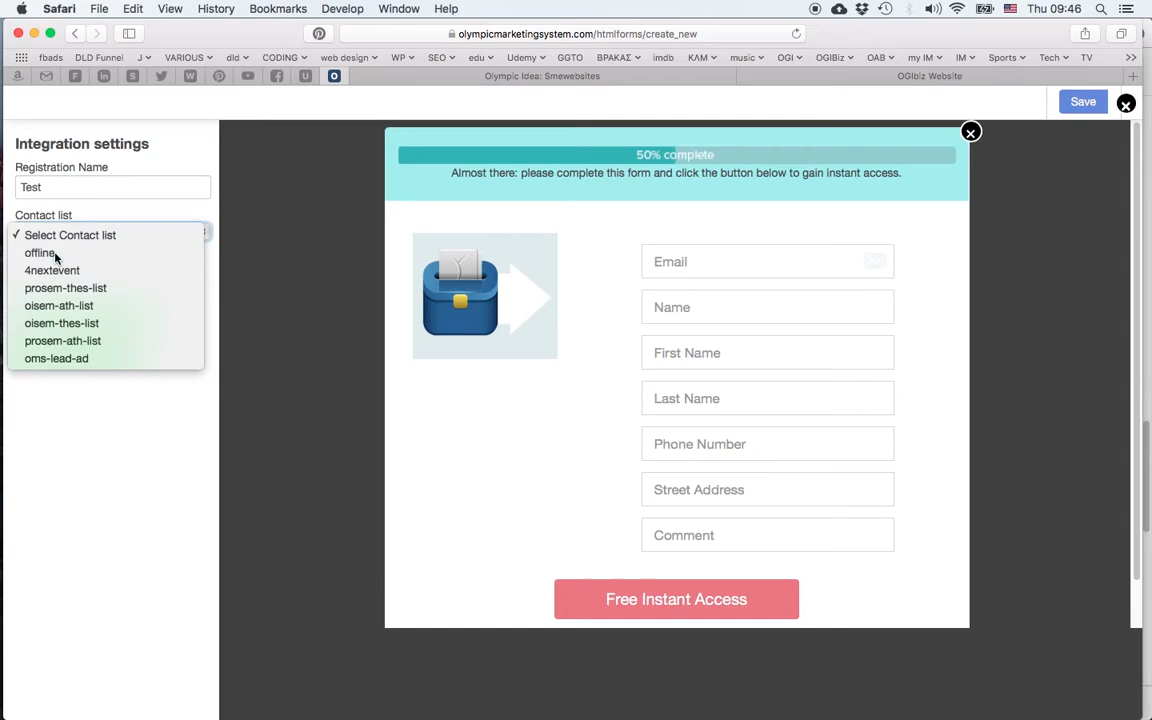 Safari File Edit View History Bookmarks Develop Window Help Thu 09:46
olympicmarketingsystem.com/htmlforms/create_new
fbads DLD Funnel J VARIOUS dld CODING web design WP SEO edu Udemy GGTO ΒΡΑΚΑΣ imdb ΚΛΜ music OGI OGIBiz OAB my IM IM Sports Tech TV
Olympic Idea: Smewebsites OGIbiz Website
Save
Integration settings
Registration Name
Test
Contact list
✓ Select Contact list
offline
4nextevent
prosem-thes-list
oisem-ath-list
oisem-thes-list
prosem-ath-list
oms-lead-ad
50% complete
Almost there: please complete this form and click the button below to gain instant access.
Email
Name
First Name
Last Name
Phone Number
Street Address
Comment
Free Instant Access